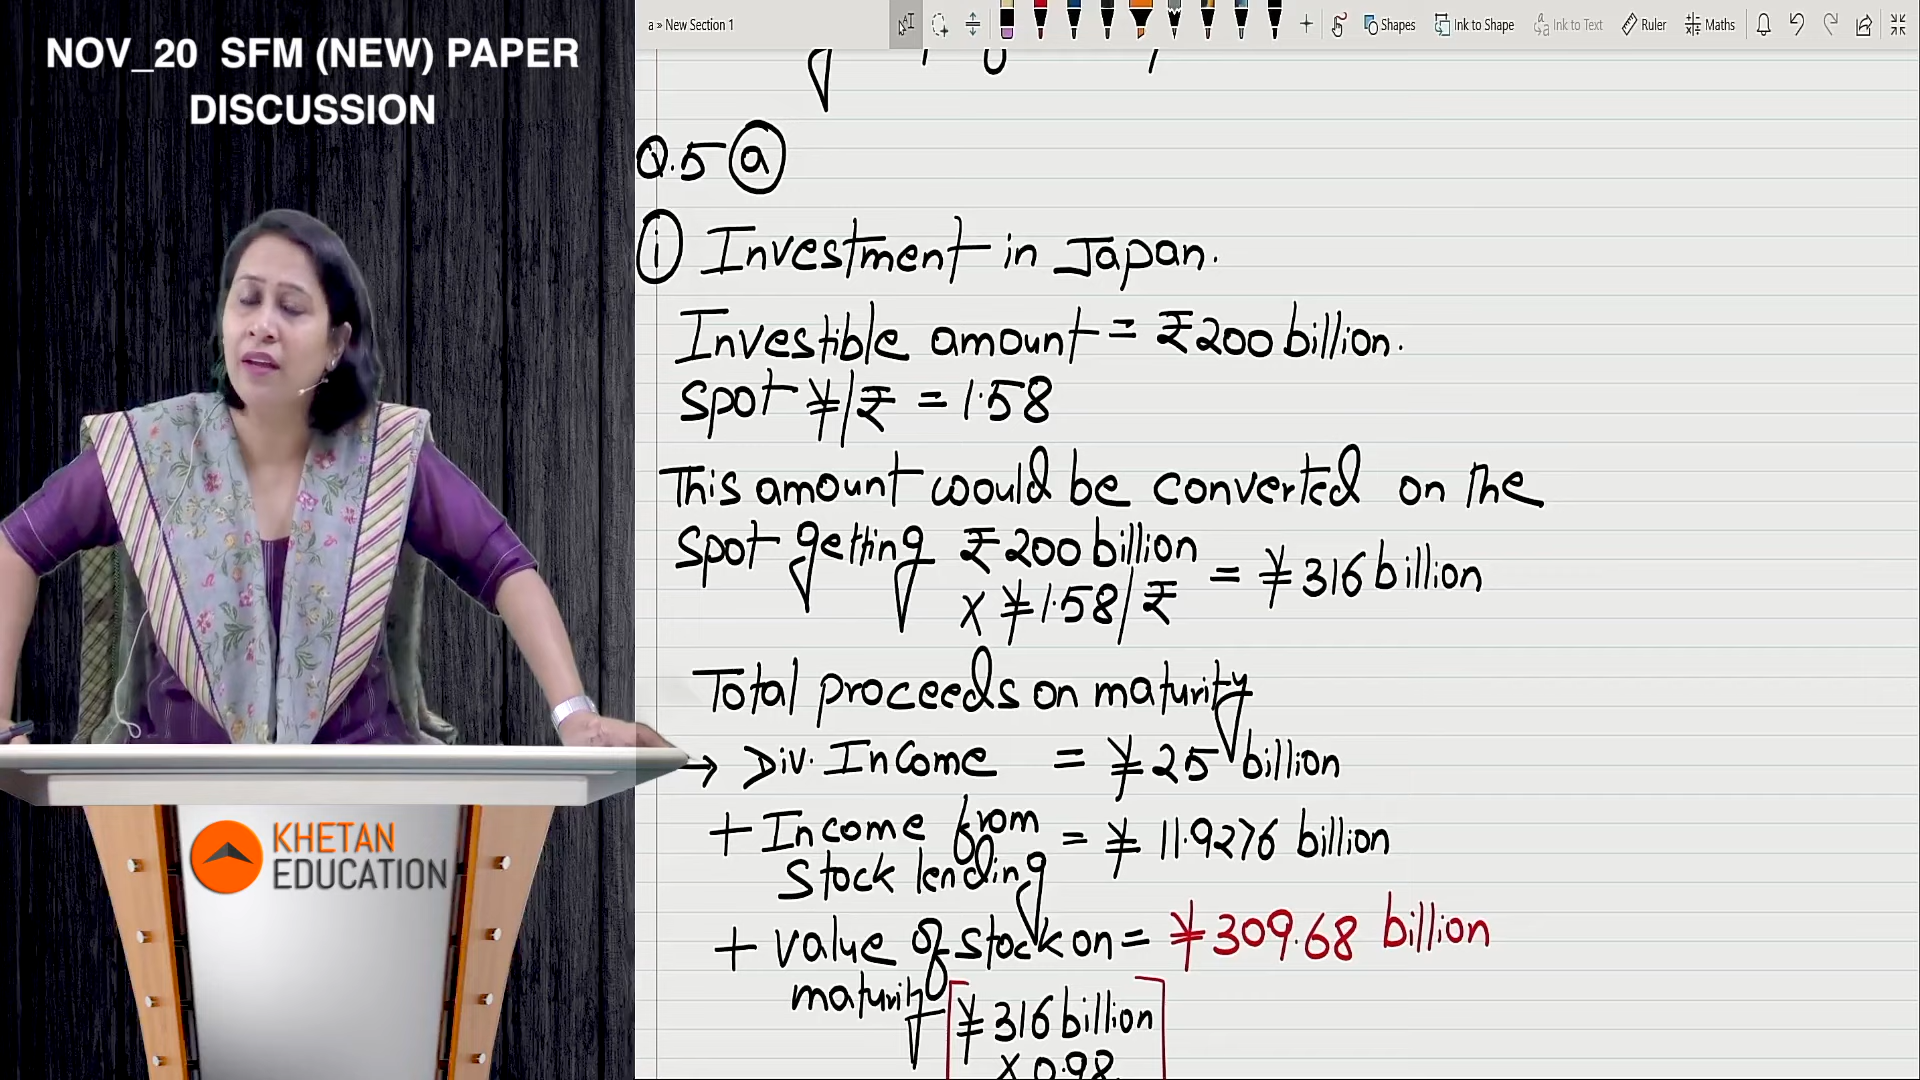 NOV_20 SFM (NEW) PAPER
DISCUSSION
a » New Section 1
Shapes
Ink to Shape
Ink to Text
Ruler
Maths
Q.5 a
i Investment in Japan.
Investible amount = ₹200 billion.
Spot ¥/₹ = 1.58
This amount would be converted on the
Spot getting ₹200 billion
x ¥1.58/₹ = ¥316 billion
Total proceeds on maturity
→ Div. Income = ¥25 billion
+ Income from = ¥ 11.9276 billion
Stock lending
+ value of stock on = ¥309.68 billion
maturity [¥316 billion
x 0.98]
KHETAN
EDUCATION